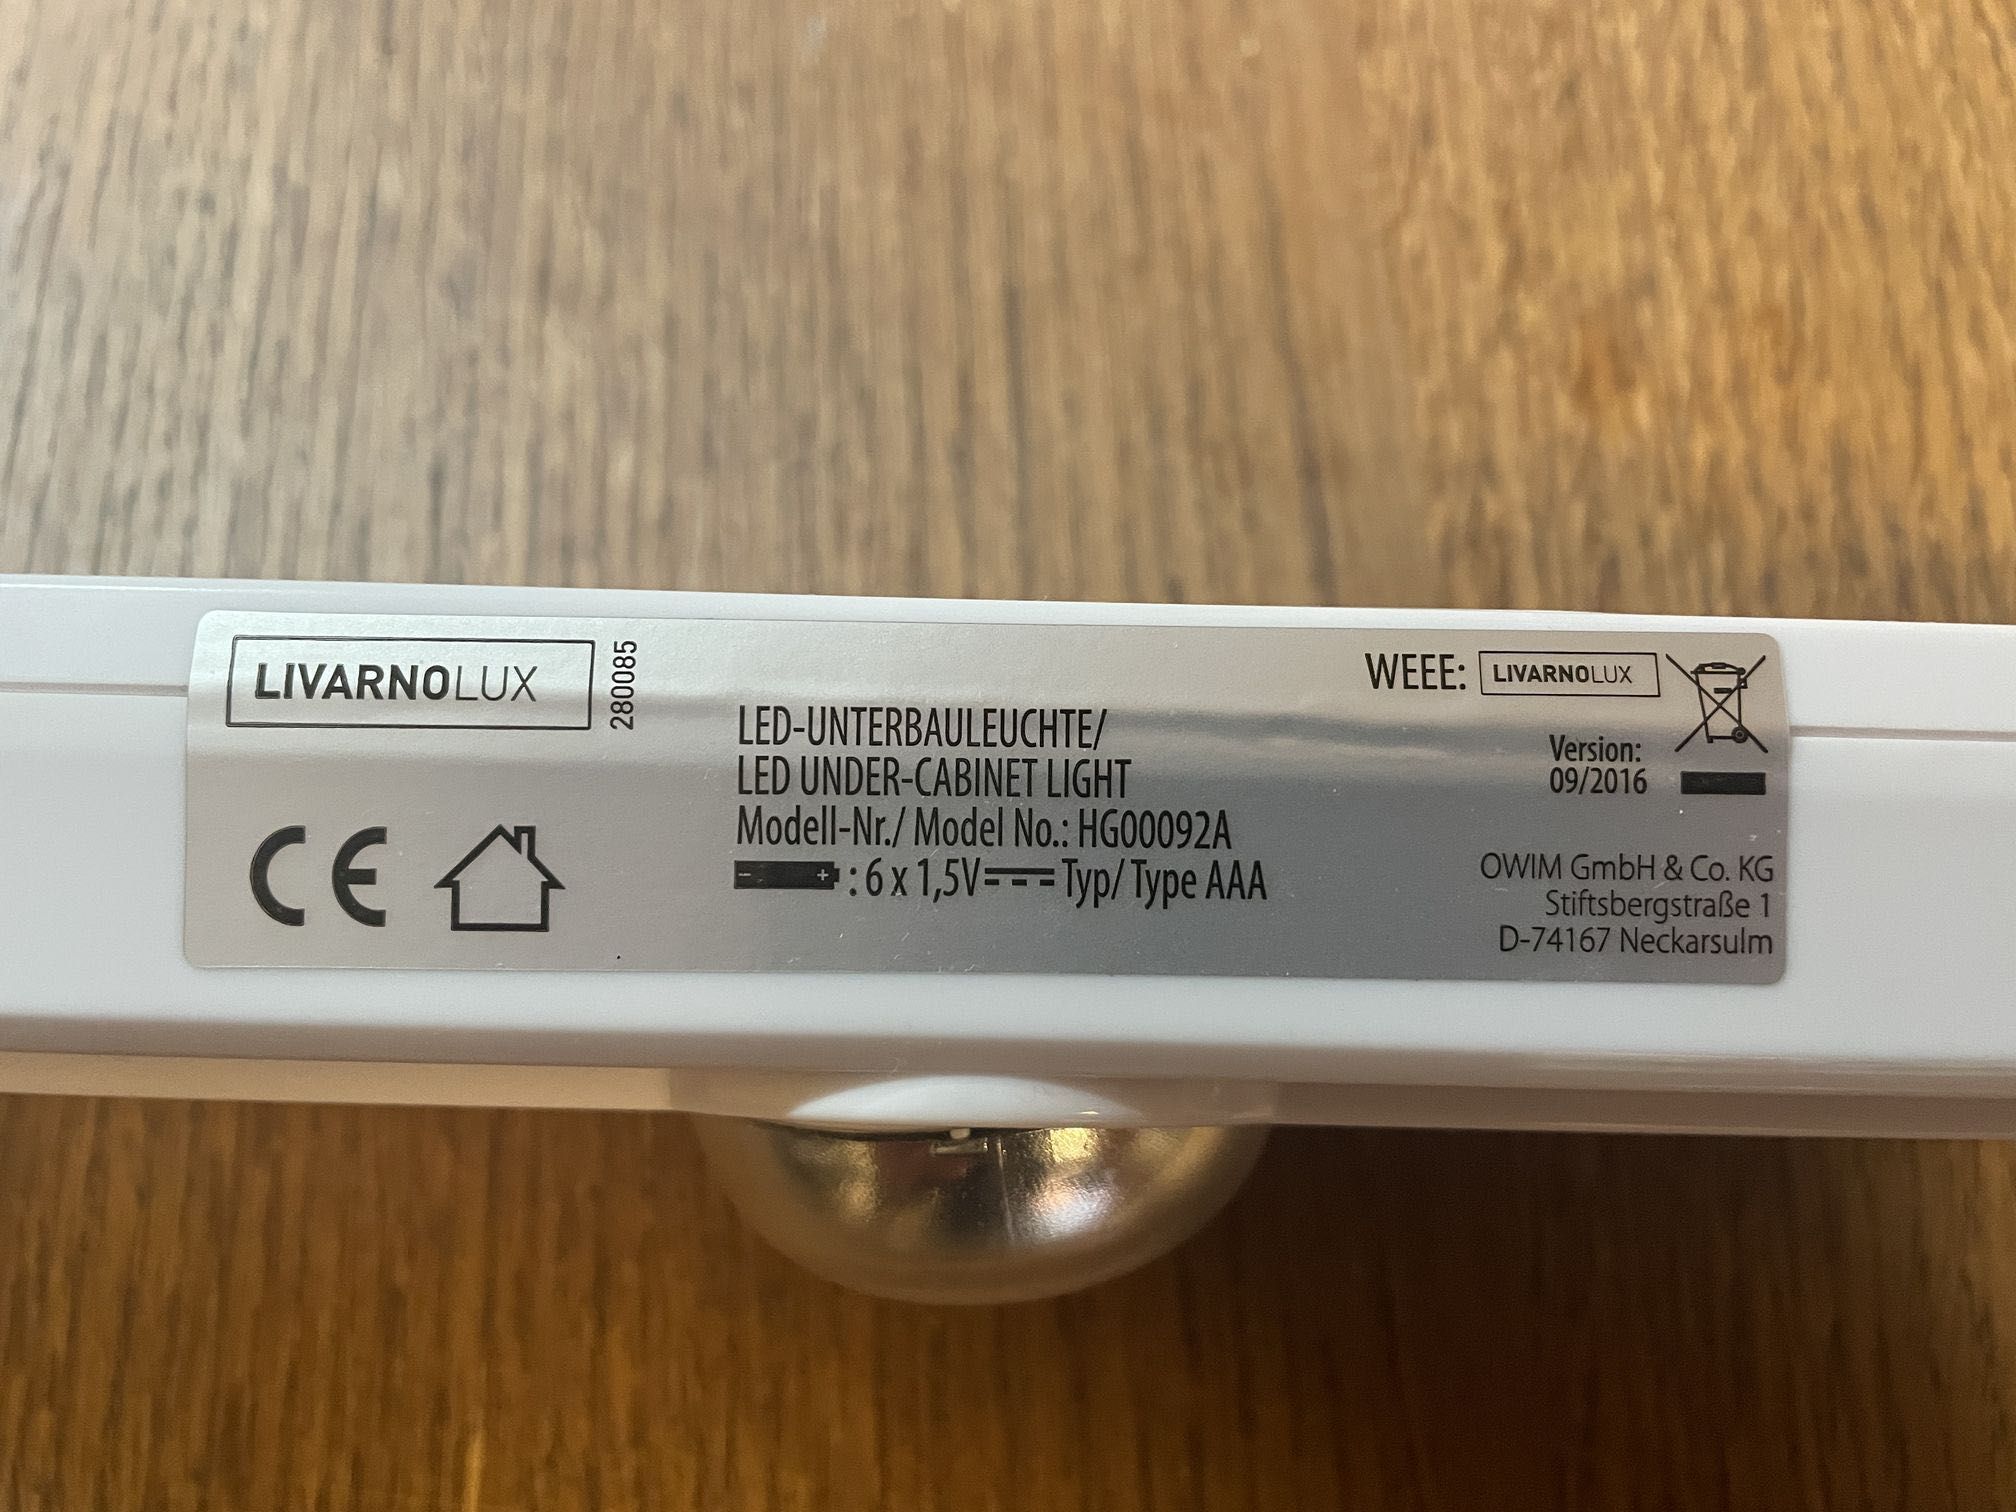 LIVARNOLUX
280085
LED-UNTERBAULEUCHTE/
LED UNDER-CABINET LIGHT
Modell-Nr./ Model No.: HG00092A
- + : 6 x 1,5V Typ/ Type AAA
CE
WEEE: LIVARNOLUX
Version:
09/2016
OWIM GmbH & Co. KG
Stiftsbergstraße 1
D-74167 Neckarsulm